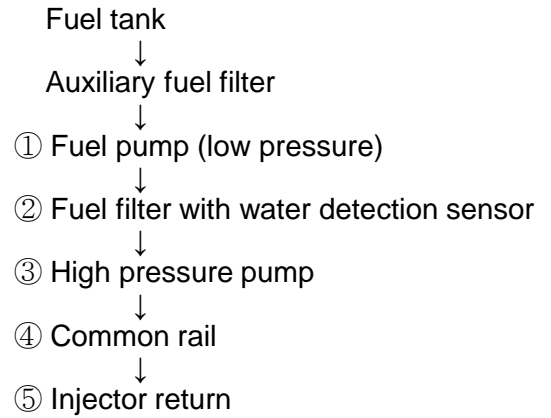 Fuel tank
↓
Auxiliary fuel filter
↓
① Fuel pump (low pressure)
↓
② Fuel filter with water detection sensor
↓
③ High pressure pump
↓
④ Common rail
↓
⑤ Injector return